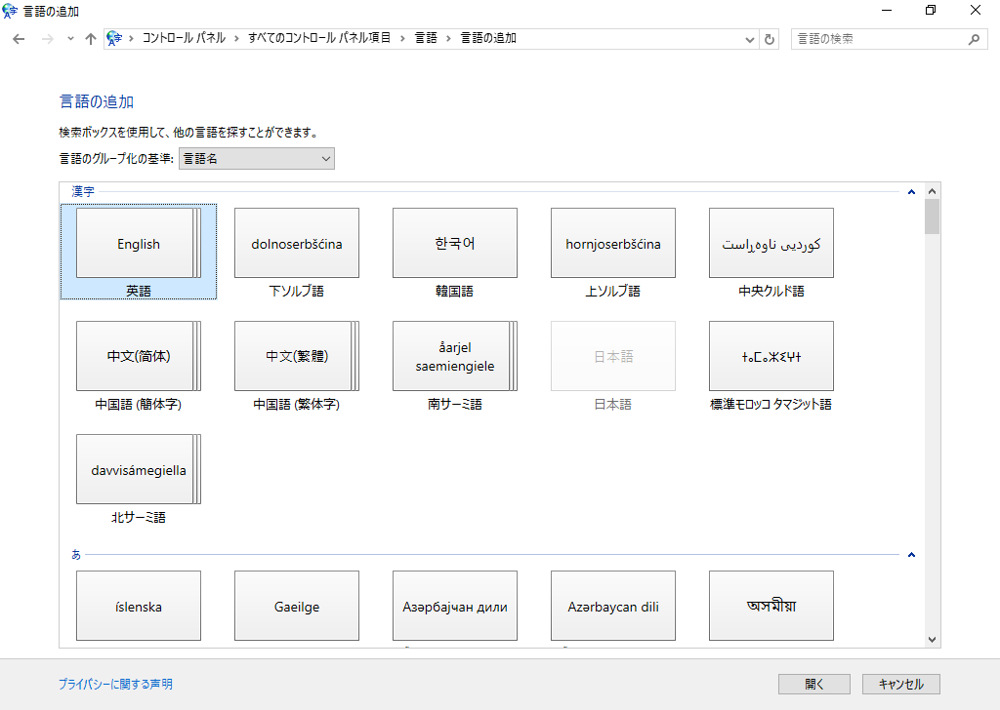 言語の追加
コントロール パネル > すべてのコントロール パネル項目 > 言語 > 言語の追加
言語の検索
言語の追加
検索ボックスを使用して、他の言語を探すことができます。
言語のグループ化の基準: 言語名
漢字
English
英語
dolnoserbšćina
下ソルブ語
한국어
韓国語
hornjoserbšćina
上ソルブ語
کوردیی ناوەڕاست
中央クルド語
中文(简体)
中国語 (簡体字)
中文(繁體)
中国語 (繁体字)
åarjel
saemiengiele
南サーミ語
日本語
日本語
ⵜⴰⵎⴰⵣⵉⵖⵜ
標準モロッコ タマジット語
davvisámegiella
北サーミ語
あ
íslenska
Gaeilge
Азәрбајҹан дили
Azərbaycan dili
অসমীয়া
プライバシーに関する声明
開く
キャンセル